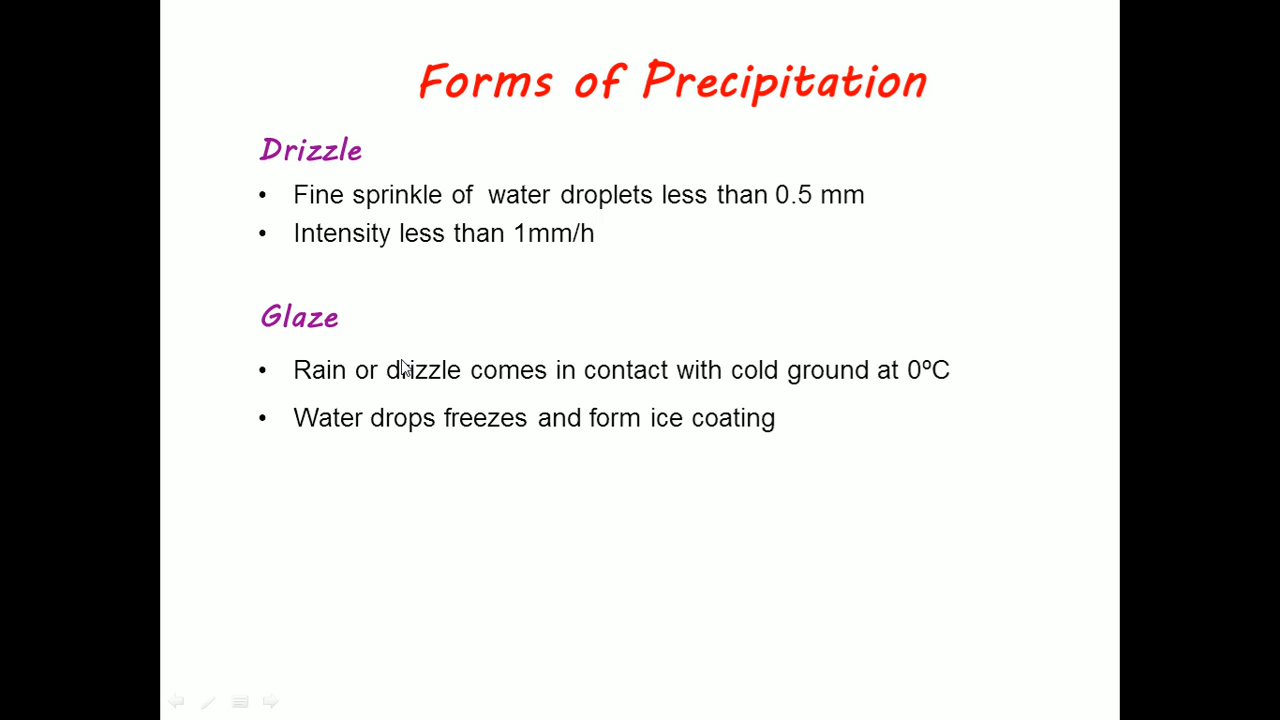 Forms of Precipitation
Drizzle
• Fine sprinkle of water droplets less than 0.5 mm
• Intensity less than 1mm/h
Glaze
• Rain or drizzle comes in contact with cold ground at 0ºC
• Water drops freezes and form ice coating